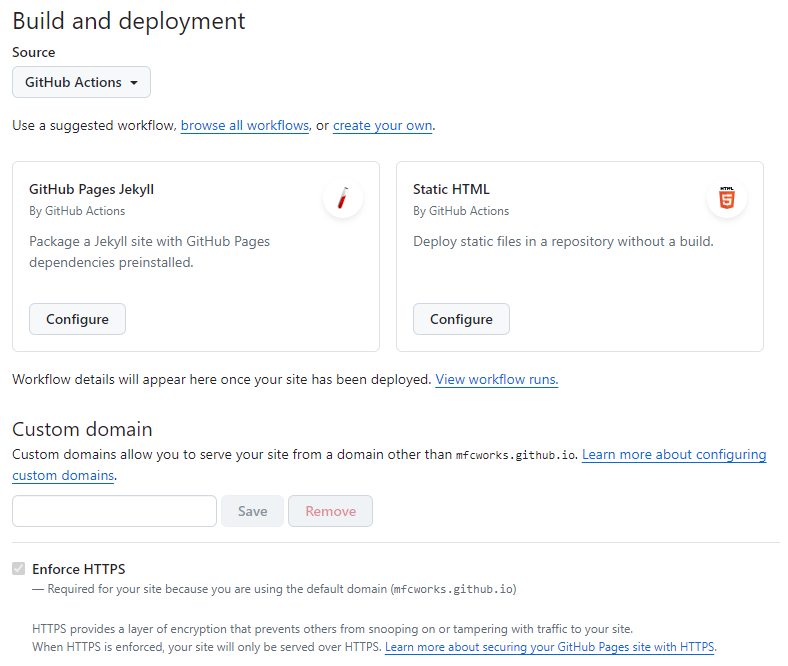 Build and deployment
Source
GitHub Actions
Use a suggested workflow, browse all workflows, or create your own.
GitHub Pages Jekyll
By GitHub Actions
Package a Jekyll site with GitHub Pages
dependencies preinstalled.
Configure
Static HTML
By GitHub Actions
HTML
5
Deploy static files in a repository without a build.
Configure
Workflow details will appear here once your site has been deployed. View workflow runs.
Custom domain
Custom domains allow you to serve your site from a domain other than mfcworks.github.io. Learn more about configuring
custom domains.
Save
Remove
Enforce HTTPS
— Required for your site because you are using the default domain (mfcworks.github.io)
HTTPS provides a layer of encryption that prevents others from snooping on or tampering with traffic to your site.
When HTTPS is enforced, your site will only be served over HTTPS. Learn more about securing your GitHub Pages site with HTTPS.